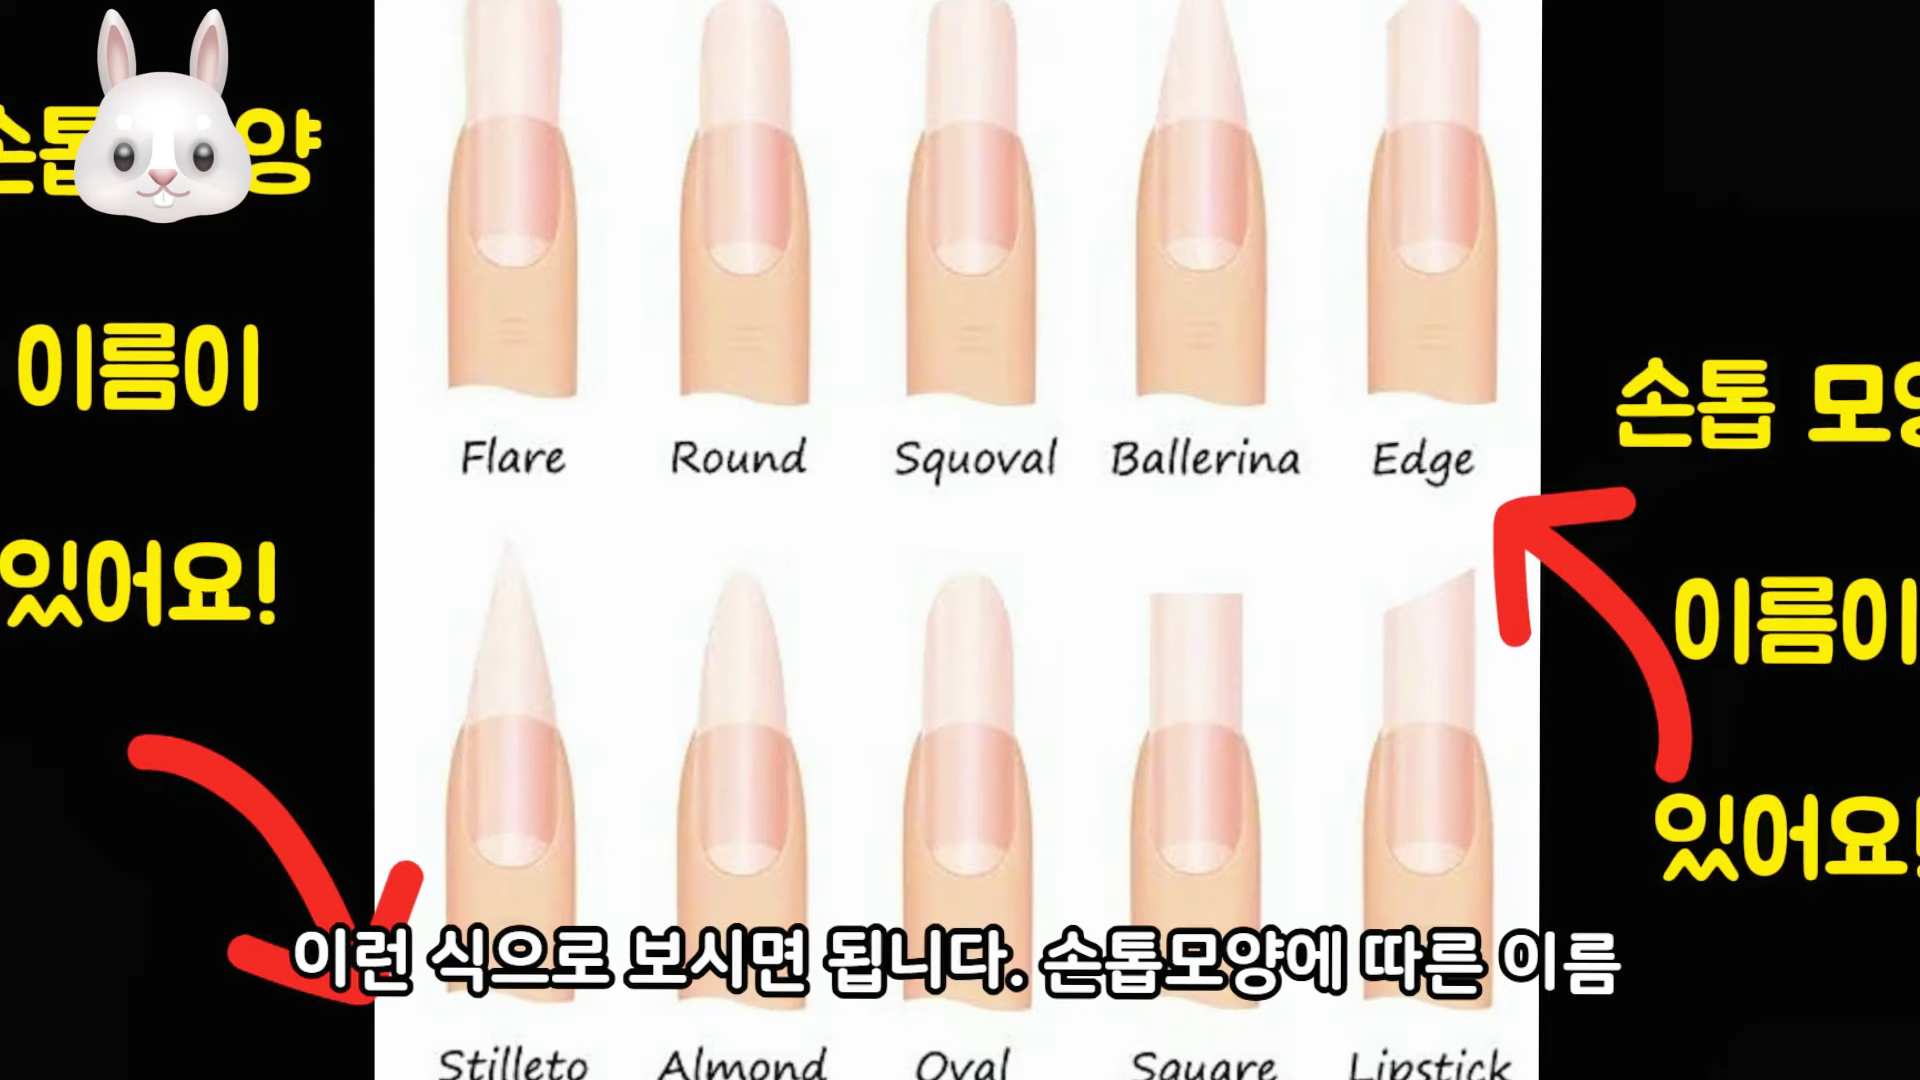 양
이름이
있어요!
Flare Round Squoval Ballerina Edge
손톱
이름이
있어요!
이런 식으로 보시면 됩니다. 손톱모양에 따른 이름
Stilleto Almond Oval Square Lipstick